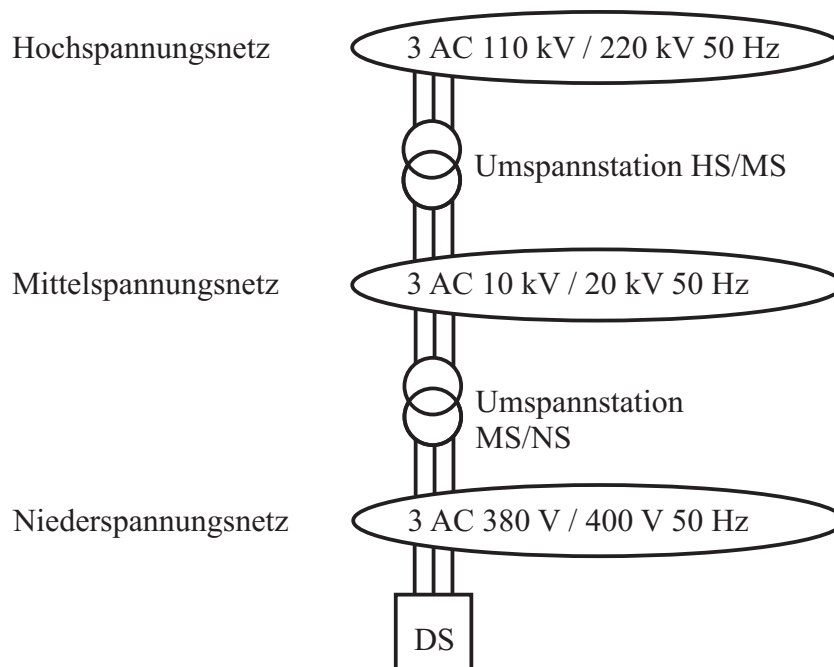 Hochspannungsnetz
3 AC 110 kV / 220 kV 50 Hz
Umspannstation HS/MS
Mittelspannungsnetz
3 AC 10 kV / 20 kV 50 Hz
Umspannstation
MS/NS
Niederspannungsnetz
3 AC 380 V / 400 V 50 Hz
DS